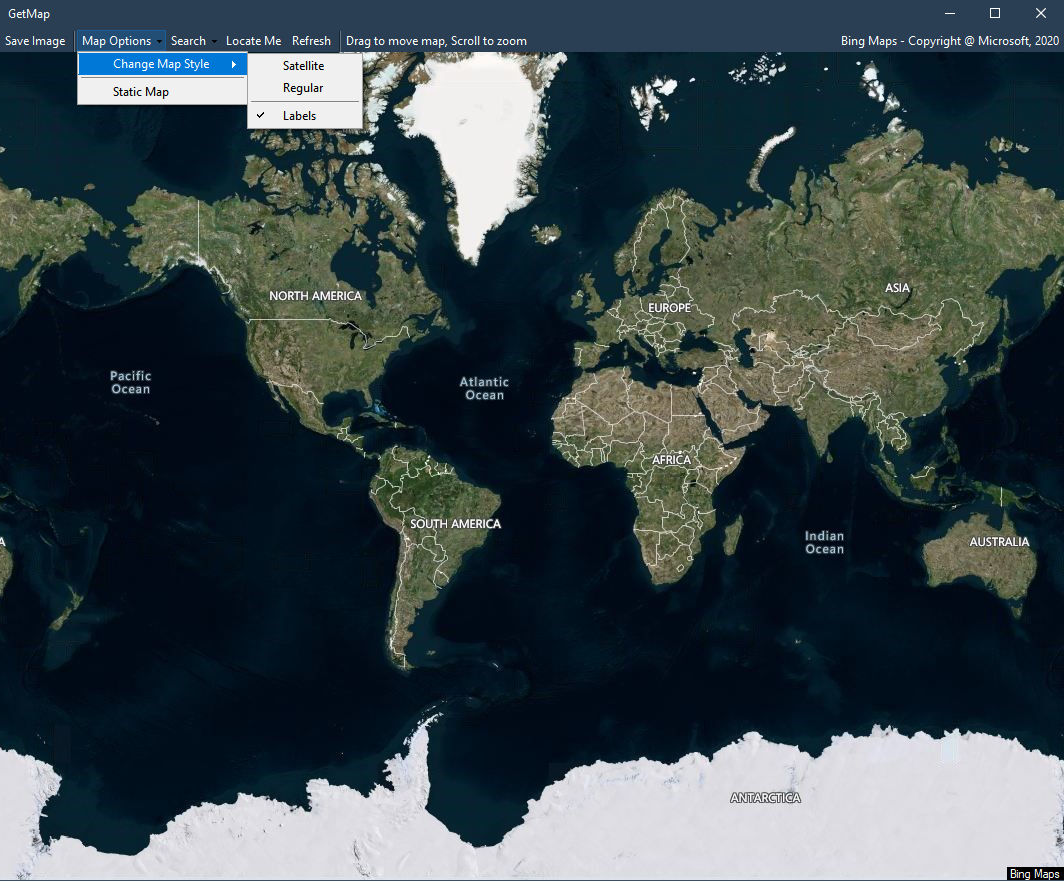 GetMap
Save Image Map Options Search Locate Me Refresh Drag to move map, Scroll to zoom Bing Maps - Copyright @ Microsoft, 2020
Change Map Style
Static Map
Satellite
Regular
Labels
NORTH AMERICA
EUROPE
ASIA
Pacific
Ocean
Atlantic
Ocean
AFRICA
SOUTH AMERICA
Indian
Ocean
A
AUSTRALIA
ANTARCTICA
Bing Maps